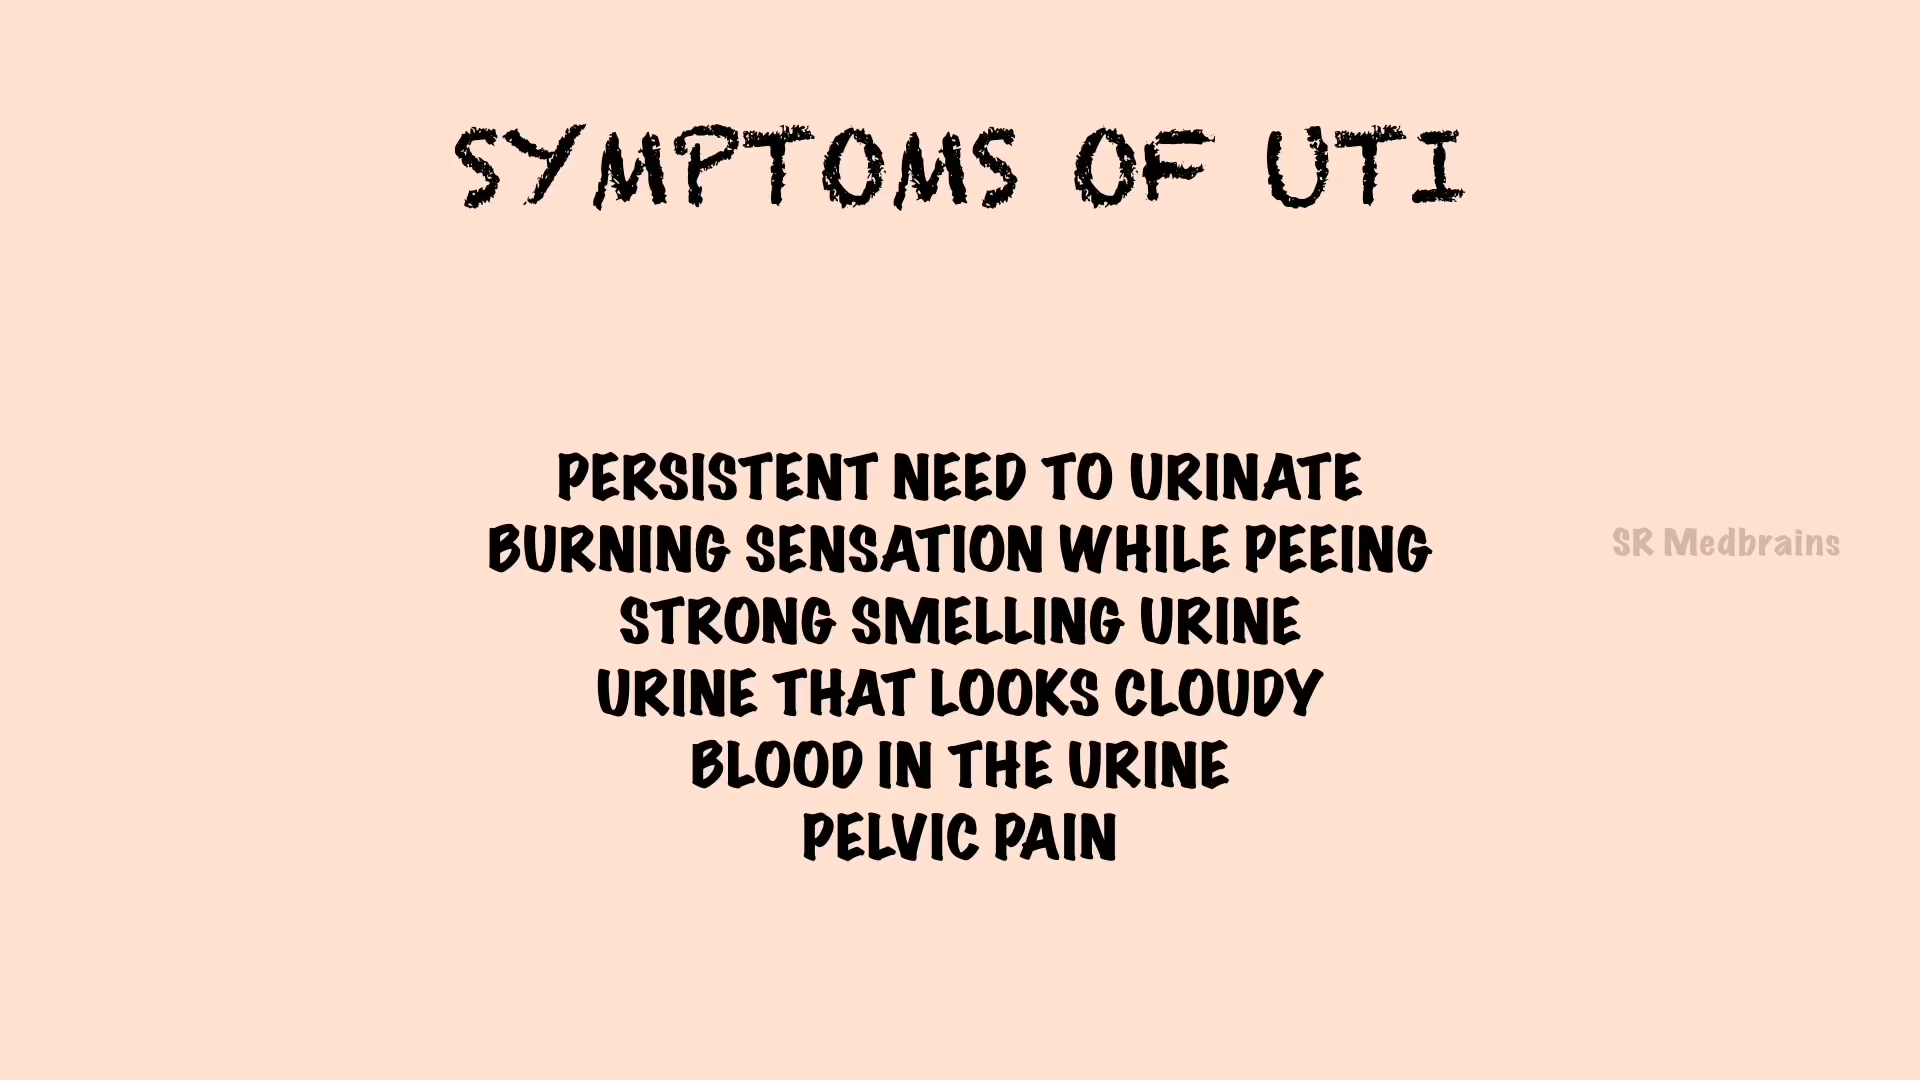 SYMPTOMS OF UTI
PERSISTENT NEED TO URINATE
BURNING SENSATION WHILE PEEING
SR Medbrains
STRONG SMELLING URINE
URINE THAT LOOKS CLOUDY
BLOOD IN THE URINE
PELVIC PAIN